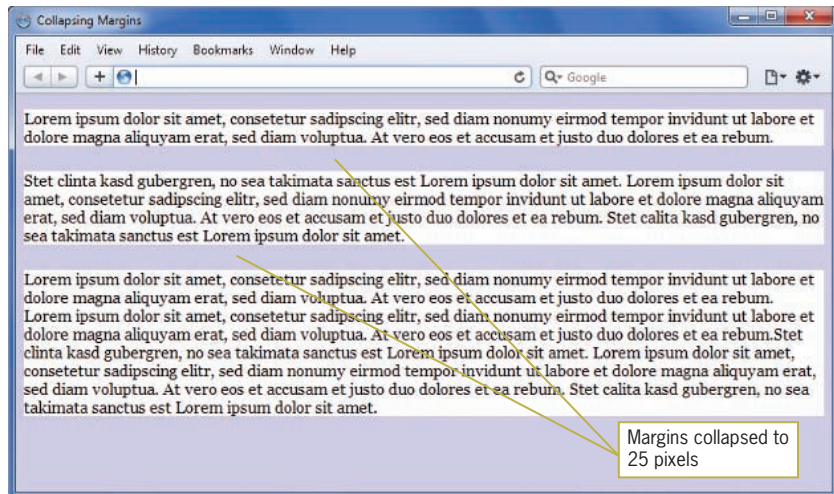 Collapsing Margins
File Edit View History Bookmarks Window Help
Google
Lorem ipsum dolor sit amet, consetetur sadipscing elitr, sed diam nonumy eirmod tempor invidunt ut labore et
dolore magna aliquyam erat, sed diam voluptua. At vero eos et accusam et justo duo dolores et ea rebum.
Stet clinta kasd gubergren, no sea takimata sanctus est Lorem ipsum dolor sit amet. Lorem ipsum dolor sit
amet, consetetur sadipscing elitr, sed diam nonumy eirmod tempor invidunt ut labore et dolore magna aliquyam
erat, sed diam voluptua. At vero eos et accusam et justo duo dolores et ea rebum. Stet calita kasd gubergren, no
sea takimata sanctus est Lorem ipsum dolor sit amet.
Lorem ipsum dolor sit amet, consetetur sadipscing elitr, sed diam nonumy eirmod tempor invidunt ut labore et
dolore magna aliquyam erat, sed diam voluptua. At vero eos et accusam et justo duo dolores et ea rebum.
Lorem ipsum dolor sit amet, consetetur sadipscing elitr, sed diam nonumy eirmod tempor invidunt ut labore et
dolore magna aliquyam erat, sed diam voluptua. At vero eos et accusam et justo duo dolores et ea rebum.Stet
clinta kasd gubergren, no sea takimata sanctus est Lorem ipsum dolor sit amet. Lorem ipsum dolor sit amet,
consetetur sadipscing elitr, sed diam nonumy eirmod tempor invidunt ut labore et dolore magna aliquyam erat,
sed diam voluptua. At vero eos et accusam et justo duo dolores et ea rebum. Stet calita kasd gubergren, no sea
takimata sanctus est Lorem ipsum dolor sit amet.
Margins collapsed to
25 pixels